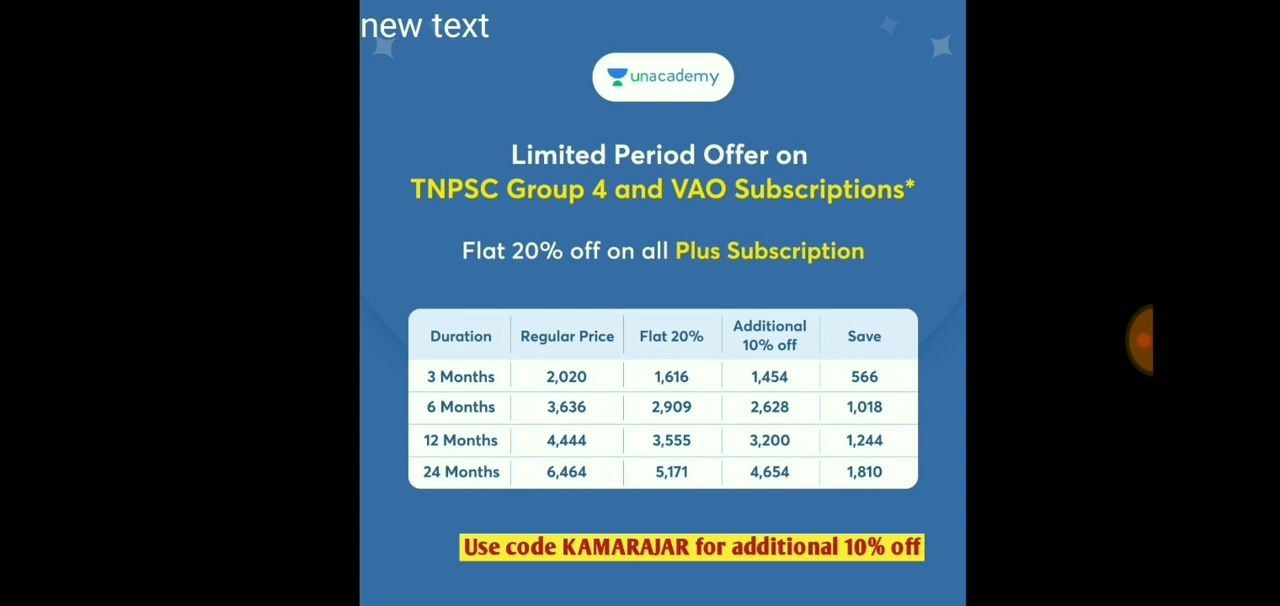 new text
unacademy
Limited Period Offer on
TNPSC Group 4 and VAO Subscriptions*
Flat 20% off on all Plus Subscription
Duration Regular Price Flat 20% Additional 10% off Save
3 Months 2,020 1,616 1,454 566
6 Months 3,636 2,909 2,628 1,018
12 Months 4,444 3,555 3,200 1,244
24 Months 6,464 5,171 4,654 1,810
Use code KAMARAJAR for additional 10% off